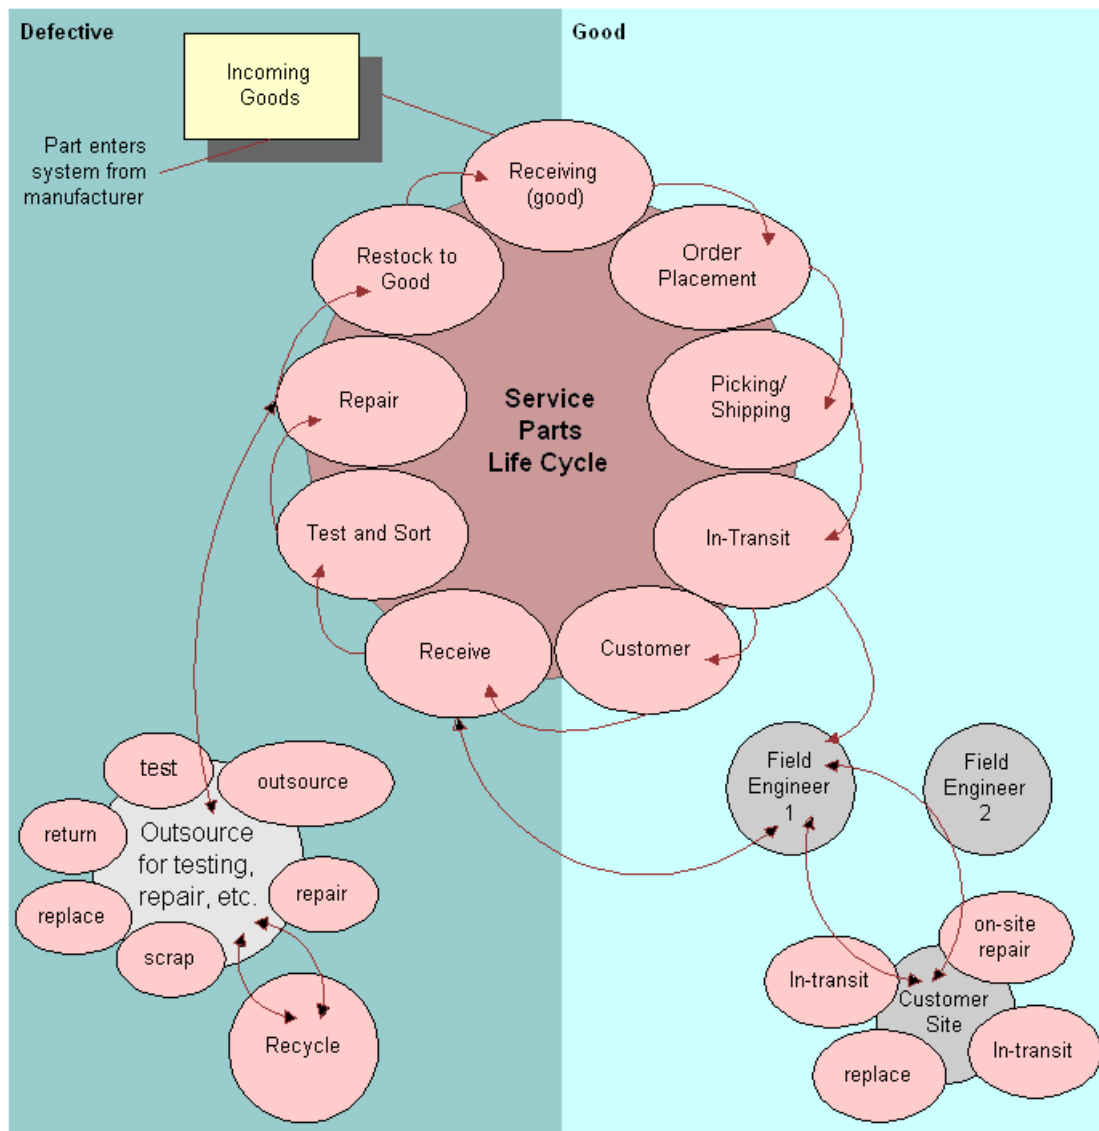 Defective
Good
Incoming
Goods
Part enters
system from
manufacturer
Receiving
(good)
Restock to
Good
Order
Placement
Repair
Picking/
Shipping
Service
Parts
Life Cycle
Test and Sort
In-Transit
Receive
Customer
test
outsource
return
Outsource
for testing,
repair, etc.
repair
replace
scrap
Recycle
Field
Engineer
1
Field
Engineer
2
on-site
repair
In-transit
Customer
Site
In-transit
replace